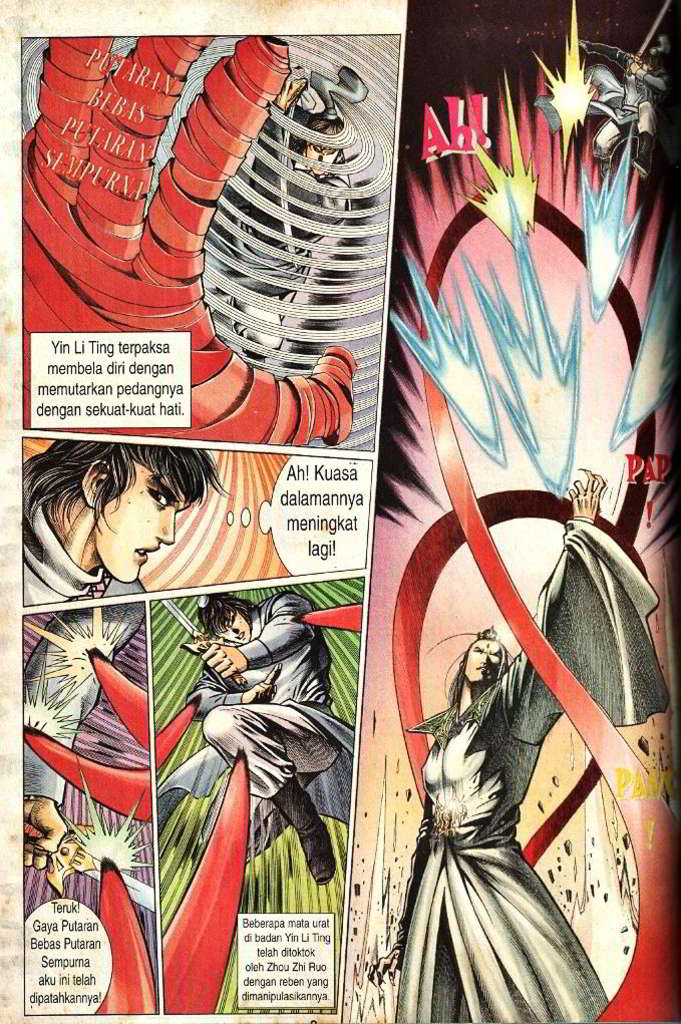 PUTARAN
BEBAS
PUTARAN
SEMPURNA
Yin Li Ting terpaksa
membela diri dengan
memutarkan pedangnya
dengan sekuat-kuat hati.
Ah! Kuasa
dalamannya
meningkat
lagi!
Teruk!
Gaya Putaran
Bebas Putaran
Sempurna
aku ini telah
dipatahkannya!
Beberapa mata urat
di badan Yin Li Ting
telah ditoktok
oleh Zhou Zhi Ruo
dengan reben yang
dimanipulasikannya.
Ah!
PAP
!
!